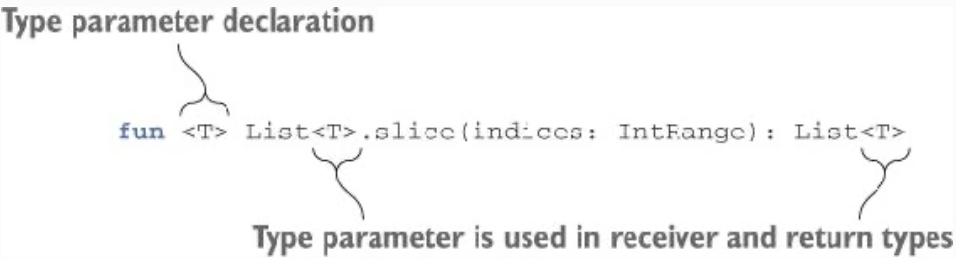 Type parameter declaration
fun <T> List<T>.slice(indices: IntRange): List<T>
Type parameter is used in receiver and return types